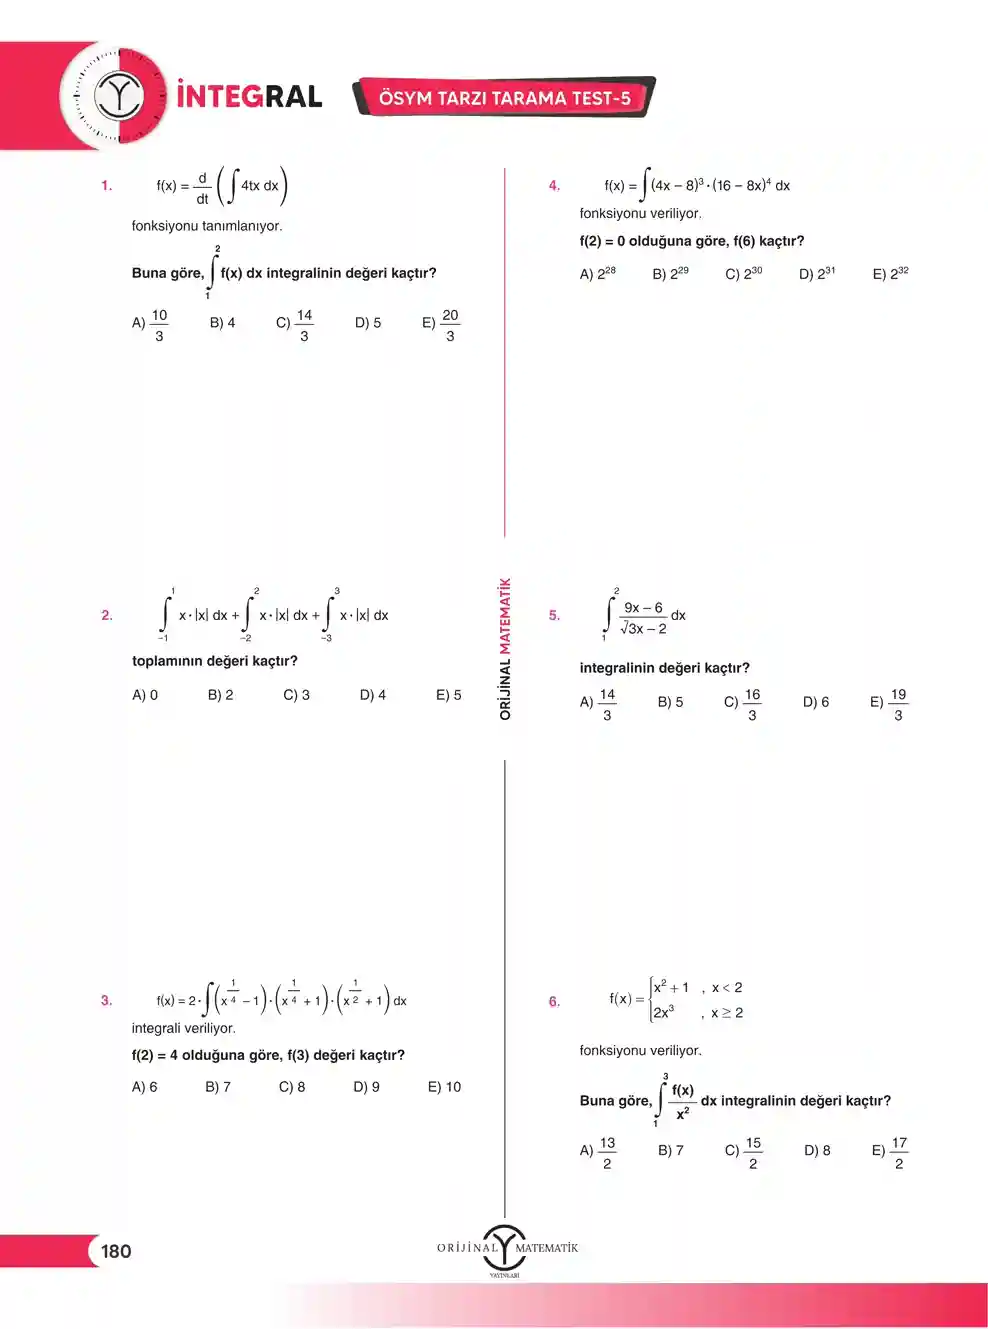 İNTEGRAL
ÖSYM TARZI TARAMA TEST-5
1. f(x) = d/dt (∫ 4tx dx)
fonksiyonu tanımlanıyor.
Buna göre, ∫₁² f(x) dx integralinin değeri kaçtır?
A) 10/3 B) 4 C) 14/3 D) 5 E) 20/3
2. ∫₋₁¹ x·|x| dx + ∫₋₂² x·|x| dx + ∫₋₃³ x·|x| dx
toplamının değeri kaçtır?
A) 0 B) 2 C) 3 D) 4 E) 5
3. f(x) = 2·∫(x^(1/4) – 1)·(x^(1/4) + 1)·(x^(1/2) + 1) dx
integrali veriliyor.
f(2) = 4 olduğuna göre, f(3) değeri kaçtır?
A) 6 B) 7 C) 8 D) 9 E) 10
ORİJİNAL MATEMATİK
4. f(x) = ∫(4x – 8)³·(16 – 8x)⁴ dx
fonksiyonu veriliyor.
f(2) = 0 olduğuna göre, f(6) kaçtır?
A) 2²⁸ B) 2²⁹ C) 2³⁰ D) 2³¹ E) 2³²
5. ∫₁² (9x – 6)/√(3x – 2) dx
integralinin değeri kaçtır?
A) 14/3 B) 5 C) 16/3 D) 6 E) 19/3
6. f(x) = { x² + 1 , x < 2
2x³ , x ≥ 2
fonksiyonu veriliyor.
Buna göre, ∫₁³ f(x)/x² dx integralinin değeri kaçtır?
A) 13/2 B) 7 C) 15/2 D) 8 E) 17/2
180
ORİJİNAL MATEMATİK
YAYINLARI